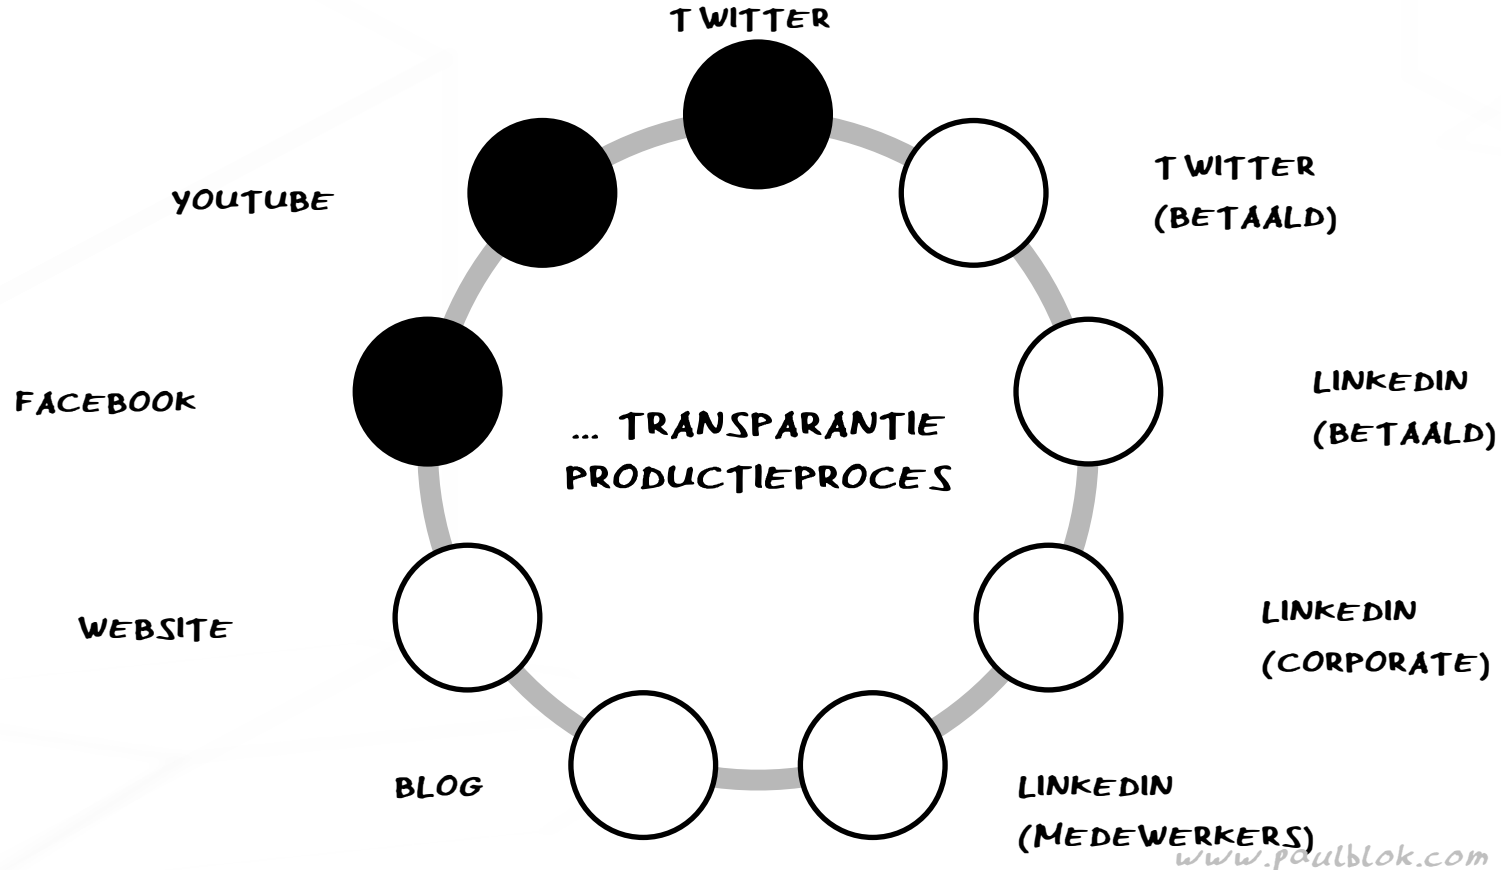 TWITTER
YOUTUBE
TWITTER
(BETAALD)
FACEBOOK
LINKEDIN
(BETAALD)
... TRANSPARANTIE
PRODUCTIEPROCES
WEBSITE
LINKEDIN
(CORPORATE)
BLOG
LINKEDIN
(MEDEWERKERS)
www.paulblok.com